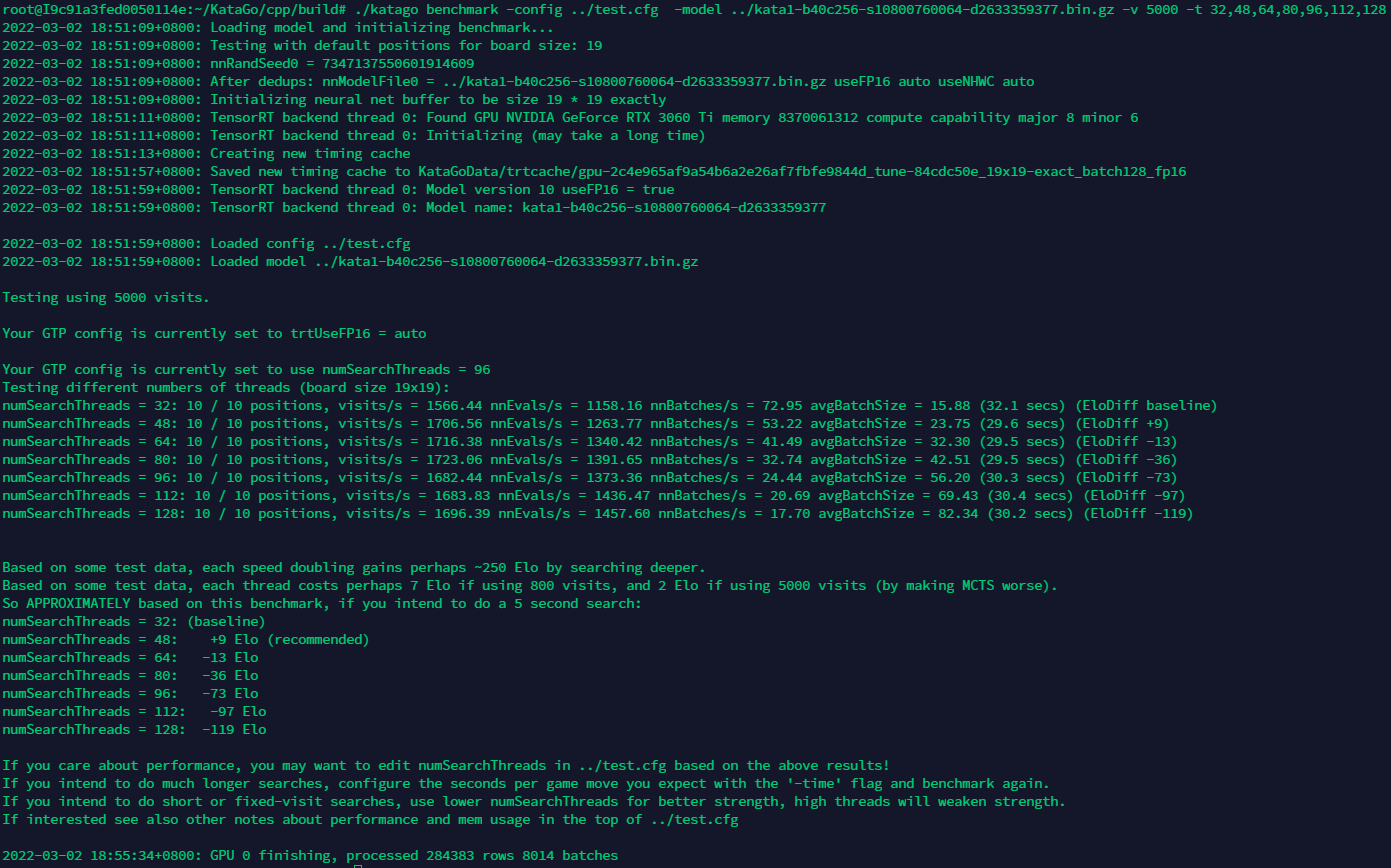 root@I9c91a3fed0050114e:~/KataGo/cpp/build# ./katago benchmark -config ../test.cfg  -model ../kata1-b40c256-s10800760064-d2633359377.bin.gz -v 5000 -t 32,48,64,80,96,112,128
2022-03-02 18:51:09+0800: Loading model and initializing benchmark...
2022-03-02 18:51:09+0800: Testing with default positions for board size: 19
2022-03-02 18:51:09+0800: nnRandSeed0 = 7347137550601914609
2022-03-02 18:51:09+0800: After dedups: nnModelFile0 = ../kata1-b40c256-s10800760064-d2633359377.bin.gz useFP16 auto useNHWC auto
2022-03-02 18:51:09+0800: Initializing neural net buffer to be size 19 * 19 exactly
2022-03-02 18:51:11+0800: TensorRT backend thread 0: Found GPU NVIDIA GeForce RTX 3060 Ti memory 8370061312 compute capability major 8 minor 6
2022-03-02 18:51:11+0800: TensorRT backend thread 0: Initializing (may take a long time)
2022-03-02 18:51:13+0800: Creating new timing cache
2022-03-02 18:51:57+0800: Saved new timing cache to KataGoData/trtcache/gpu-2c4e965af9a54b6a2e26af7fbfe9844d_tune-84cdc50e_19x19-exact_batch128_fp16
2022-03-02 18:51:59+0800: TensorRT backend thread 0: Model version 10 useFP16 = true
2022-03-02 18:51:59+0800: TensorRT backend thread 0: Model name: kata1-b40c256-s10800760064-d2633359377

2022-03-02 18:51:59+0800: Loaded config ../test.cfg
2022-03-02 18:51:59+0800: Loaded model ../kata1-b40c256-s10800760064-d2633359377.bin.gz

Testing using 5000 visits.

Your GTP config is currently set to trtUseFP16 = auto

Your GTP config is currently set to use numSearchThreads = 96
Testing different numbers of threads (board size 19x19):
numSearchThreads = 32: 10 / 10 positions, visits/s = 1566.44 nnEvals/s = 1158.16 nnBatches/s = 72.95 avgBatchSize = 15.88 (32.1 secs) (EloDiff baseline)
numSearchThreads = 48: 10 / 10 positions, visits/s = 1706.56 nnEvals/s = 1263.77 nnBatches/s = 53.22 avgBatchSize = 23.75 (29.6 secs) (EloDiff +9)
numSearchThreads = 64: 10 / 10 positions, visits/s = 1716.38 nnEvals/s = 1340.42 nnBatches/s = 41.49 avgBatchSize = 32.30 (29.5 secs) (EloDiff -13)
numSearchThreads = 80: 10 / 10 positions, visits/s = 1723.06 nnEvals/s = 1391.65 nnBatches/s = 32.74 avgBatchSize = 42.51 (29.5 secs) (EloDiff -36)
numSearchThreads = 96: 10 / 10 positions, visits/s = 1682.44 nnEvals/s = 1373.36 nnBatches/s = 24.44 avgBatchSize = 56.20 (30.3 secs) (EloDiff -73)
numSearchThreads = 112: 10 / 10 positions, visits/s = 1683.83 nnEvals/s = 1436.47 nnBatches/s = 20.69 avgBatchSize = 69.43 (30.4 secs) (EloDiff -97)
numSearchThreads = 128: 10 / 10 positions, visits/s = 1696.39 nnEvals/s = 1457.60 nnBatches/s = 17.70 avgBatchSize = 82.34 (30.2 secs) (EloDiff -119)

Based on some test data, each speed doubling gains perhaps ~250 Elo by searching deeper.
Based on some test data, each thread costs perhaps 7 Elo if using 800 visits, and 2 Elo if using 5000 visits (by making MCTS worse).
So APPROXIMATELY based on this benchmark, if you intend to do a 5 second search:
numSearchThreads = 32: (baseline)
numSearchThreads = 48:    +9 Elo (recommended)
numSearchThreads = 64:   -13 Elo
numSearchThreads = 80:   -36 Elo
numSearchThreads = 96:   -73 Elo
numSearchThreads = 112:   -97 Elo
numSearchThreads = 128:  -119 Elo

If you care about performance, you may want to edit numSearchThreads in ../test.cfg based on the above results!
If you intend to do much longer searches, configure the seconds per game move you expect with the '-time' flag and benchmark again.
If you intend to do short or fixed-visit searches, use lower numSearchThreads for better strength, high threads will weaken strength.
If interested see also other notes about performance and mem usage in the top of ../test.cfg

2022-03-02 18:55:34+0800: GPU 0 finishing, processed 284383 rows 8014 batches